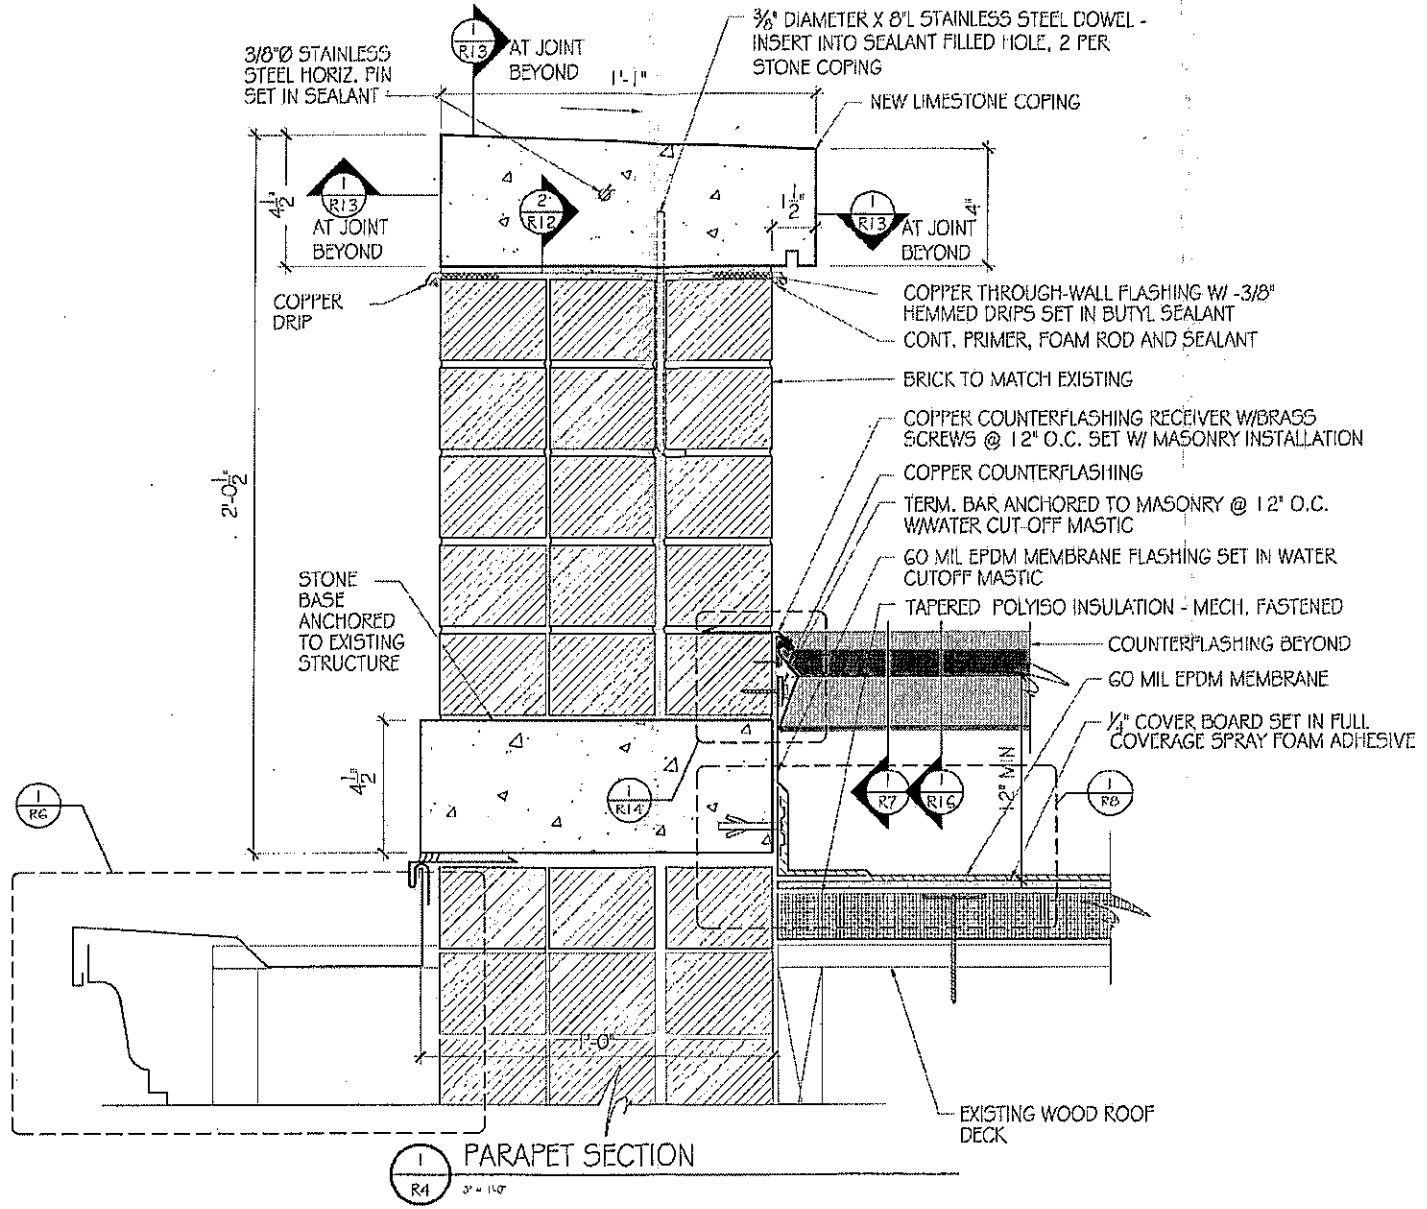 3/8" DIAMETER X 8"L STAINLESS STEEL DOWEL -
INSERT INTO SEALANT FILLED HOLE, 2 PER
STONE COPING
3/8"Ø STAINLESS
STEEL HORIZ. PIN
SET IN SEALANT
1
R13
AT JOINT
BEYOND
1'-1"
NEW LIMESTONE COPING
4 1/2"
1
R13
AT JOINT
BEYOND
2
R12
1 1/2"
1
R13
AT JOINT
BEYOND
4"
COPPER
DRIP
COPPER THROUGH-WALL FLASHING W/ -3/8"
HEMMED DRIPS SET IN BUTYL SEALANT
CONT. PRIMER, FOAM ROD AND SEALANT
BRICK TO MATCH EXISTING
COPPER COUNTERFLASHING RECEIVER W/BRASS
SCREWS @ 12" O.C. SET W/ MASONRY INSTALLATION
COPPER COUNTERFLASHING
TERM. BAR ANCHORED TO MASONRY @ 12" O.C.
W/WATER CUT-OFF MASTIC
60 MIL EPDM MEMBRANE FLASHING SET IN WATER
CUTOFF MASTIC
TAPERED POLYISO INSULATION - MECH. FASTENED
COUNTERFLASHING BEYOND
60 MIL EPDM MEMBRANE
1/4" COVER BOARD SET IN FULL
COVERAGE SPRAY FOAM ADHESIVE
2'-0 1/2"
STONE
BASE
ANCHORED
TO EXISTING
STRUCTURE
4 1/2"
1
R6
1
R14
1
R7
1
R16
12" MIN
1
R8
1'-0"
EXISTING WOOD ROOF
DECK
1
R4
PARAPET SECTION